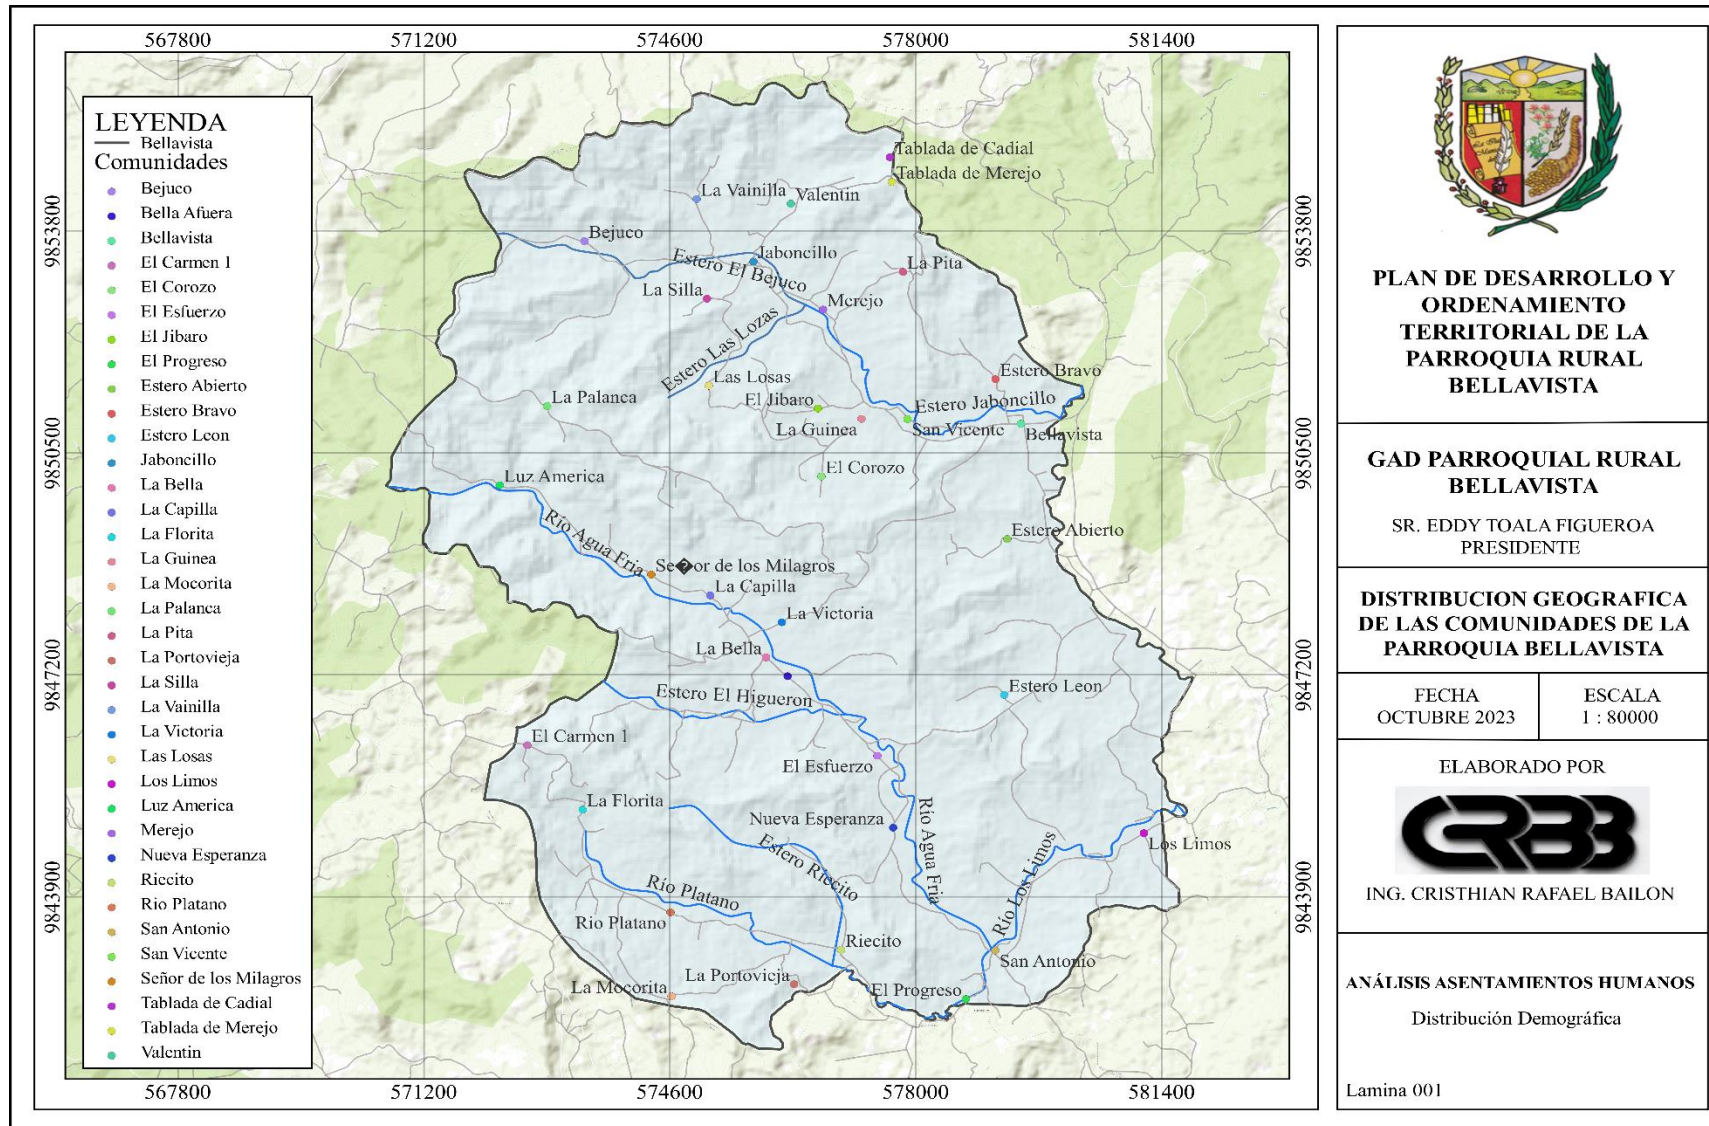 567800 571200 574600 578000 581400
9853800
9850500
9847200
9843900
LEYENDA
Bellavista
Comunidades
Bejuco
Bella Afuera
Bellavista
El Carmen 1
El Corozo
El Esfuerzo
El Jibaro
El Progreso
Estero Abierto
Estero Bravo
Estero Leon
Jaboncillo
La Bella
La Capilla
La Florita
La Guinea
La Mocorita
La Palanca
La Pita
La Portovieja
La Silla
La Vainilla
La Victoria
Las Losas
Los Limos
Luz America
Merejo
Nueva Esperanza
Riecito
Rio Platano
San Antonio
San Vicente
Señor de los Milagros
Tablada de Cadial
Tablada de Merejo
Valentin
Tablada de Cadial
Tablada de Merejo
La Vainilla
Valentin
Bejuco
Jaboncillo
Estero El Bejuco
La Pita
La Silla
Merejo
Estero Las Lozas
Estero Bravo
Las Losas
La Palanca
El Jibaro
Estero Jaboncillo
La Guinea
San Vicente
Bellavista
El Corozo
Luz America
Río Agua Fria
Estero Abierto
Se�or de los Milagros
La Capilla
La Victoria
La Bella
Estero El Higueron
Estero Leon
El Carmen 1
El Esfuerzo
La Florita
Nueva Esperanza
Río Agua Fria
Los Limos
Estero Riecito
Río Los Limos
Río Platano
Rio Platano
Riecito
San Antonio
La Portovieja
La Mocorita
El Progreso
567800 571200 574600 578000 581400
9853800
9850500
9847200
9843900
PLAN DE DESARROLLO Y
ORDENAMIENTO
TERRITORIAL DE LA
PARROQUIA RURAL
BELLAVISTA
GAD PARROQUIAL RURAL
BELLAVISTA
SR. EDDY TOALA FIGUEROA
PRESIDENTE
DISTRIBUCION GEOGRAFICA
DE LAS COMUNIDADES DE LA
PARROQUIA BELLAVISTA
FECHA
OCTUBRE 2023
ESCALA
1 : 80000
ELABORADO POR
CRBB
ING. CRISTHIAN RAFAEL BAILON
ANÁLISIS ASENTAMIENTOS HUMANOS
Distribución Demográfica
Lamina 001